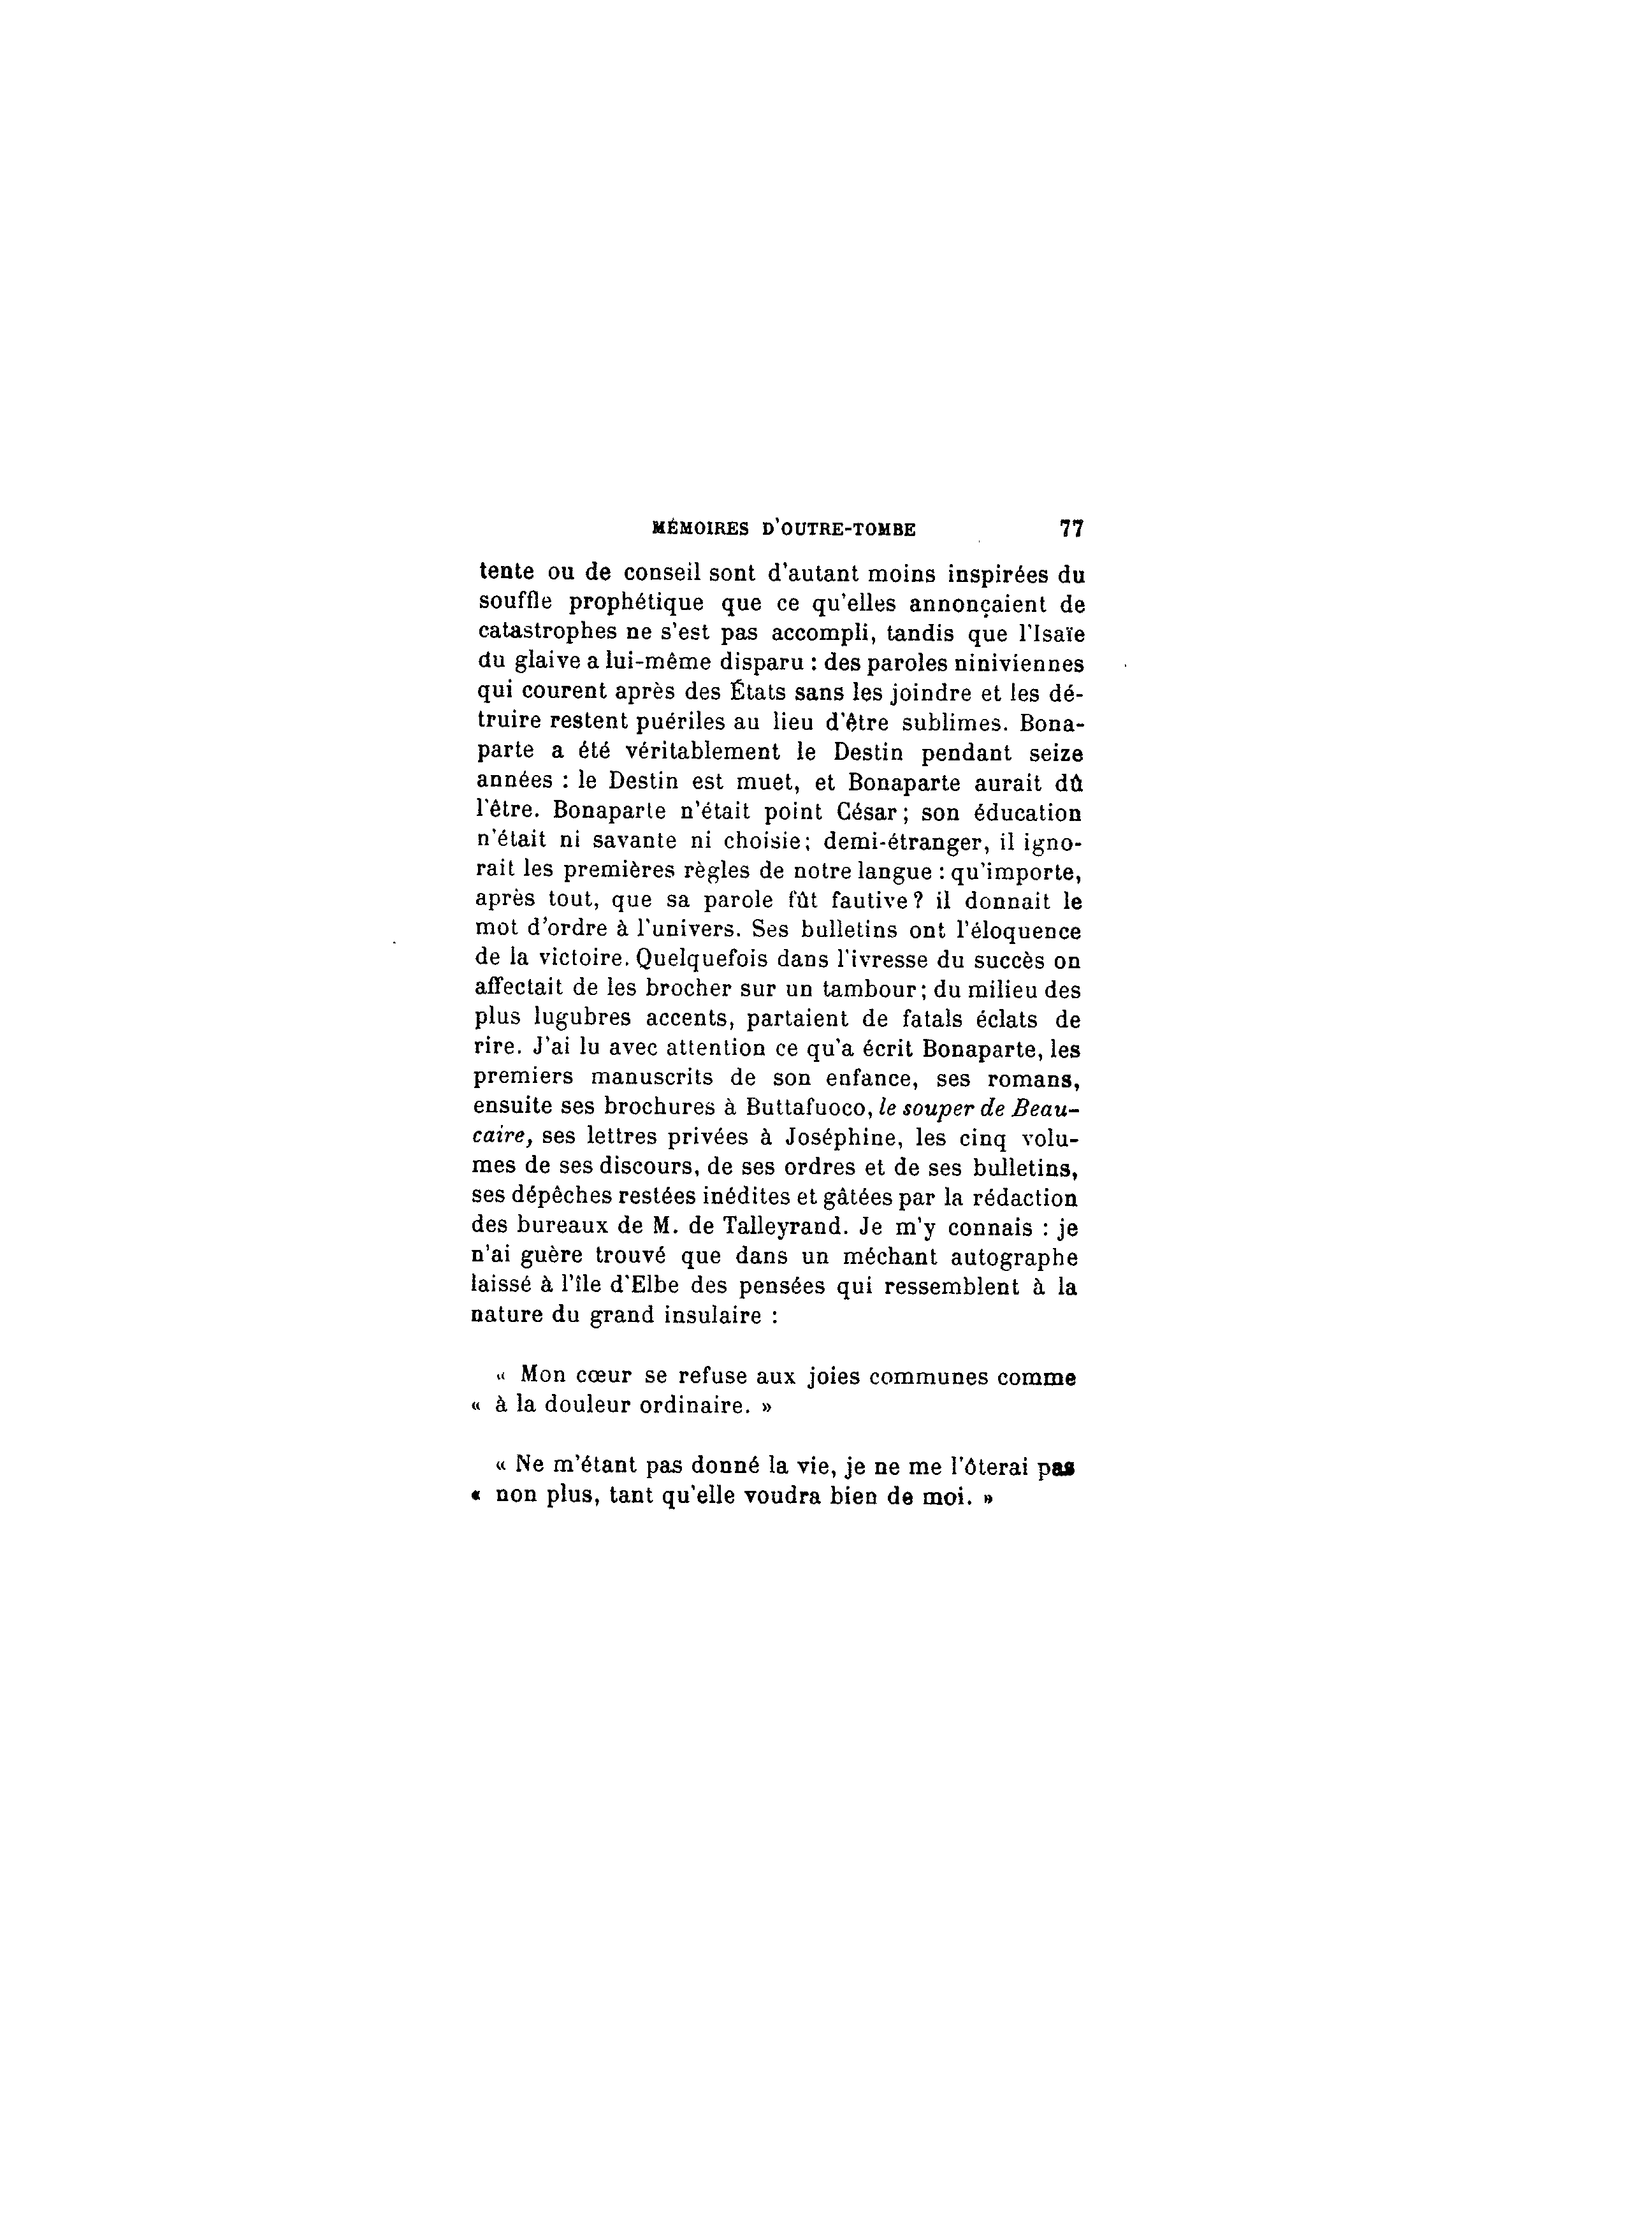 MÉMOIRES D'OUTRE-TOMBE 77
tente ou de conseil sont d'autant moins inspirées du
souffle prophétique que ce qu'elles annonçaient de
catastrophes ne s'est pas accompli, tandis que l'Isaïe
du glaive a lui-même disparu : des paroles niniviennes
qui courent après des États sans les joindre et les dé-
truire restent puériles au lieu d'être sublimes. Bona-
parte a été véritablement le Destin pendant seize
années : le Destin est muet, et Bonaparte aurait dû
l'être. Bonaparte n'était point César; son éducation
n'était ni savante ni choisie; demi-étranger, il igno-
rait les premières règles de notre langue : qu'importe,
après tout, que sa parole fût fautive? il donnait le
mot d'ordre à l'univers. Ses bulletins ont l'éloquence
de la victoire. Quelquefois dans l'ivresse du succès on
affectait de les brocher sur un tambour; du milieu des
plus lugubres accents, partaient de fatals éclats de
rire. J'ai lu avec attention ce qu'a écrit Bonaparte, les
premiers manuscrits de son enfance, ses romans,
ensuite ses brochures à Buttafuoco, le souper de Beau-
caire, ses lettres privées à Joséphine, les cinq volu-
mes de ses discours, de ses ordres et de ses bulletins,
ses dépêches restées inédites et gâtées par la rédaction
des bureaux de M. de Talleyrand. Je m'y connais : je
n'ai guère trouvé que dans un méchant autographe
laissé à l'île d'Elbe des pensées qui ressemblent à la
nature du grand insulaire :
« Mon cœur se refuse aux joies communes comme
« à la douleur ordinaire. »
« Ne m'étant pas donné la vie, je ne me l'ôterai pas
« non plus, tant qu'elle voudra bien de moi. »